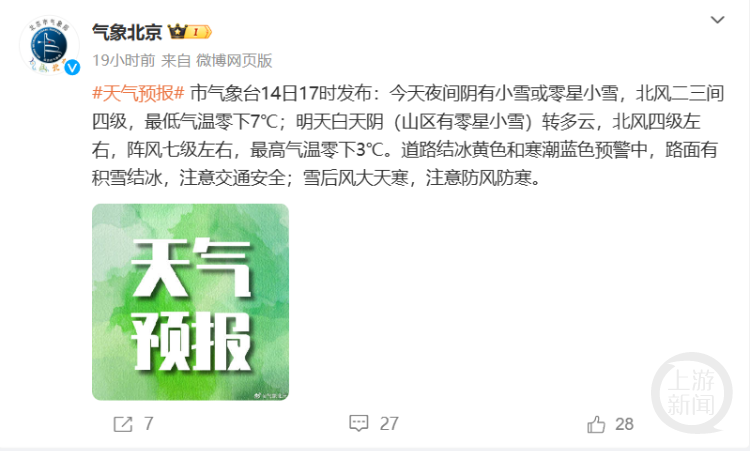 气象北京 1
19小时前 来自 微博网页版
#天气预报# 市气象台14日17时发布：今天夜间阴有小雪或零星小雪，北风二三间
四级，最低气温零下7℃；明天白天阴（山区有零星小雪）转多云，北风四级左
右，阵风七级左右，最高气温零下3℃。道路结冰黄色和寒潮蓝色预警中，路面有
积雪结冰，注意交通安全；雪后风大天寒，注意防风防寒。
天气
预报
@气象北京
7 27 28
上游
新闻